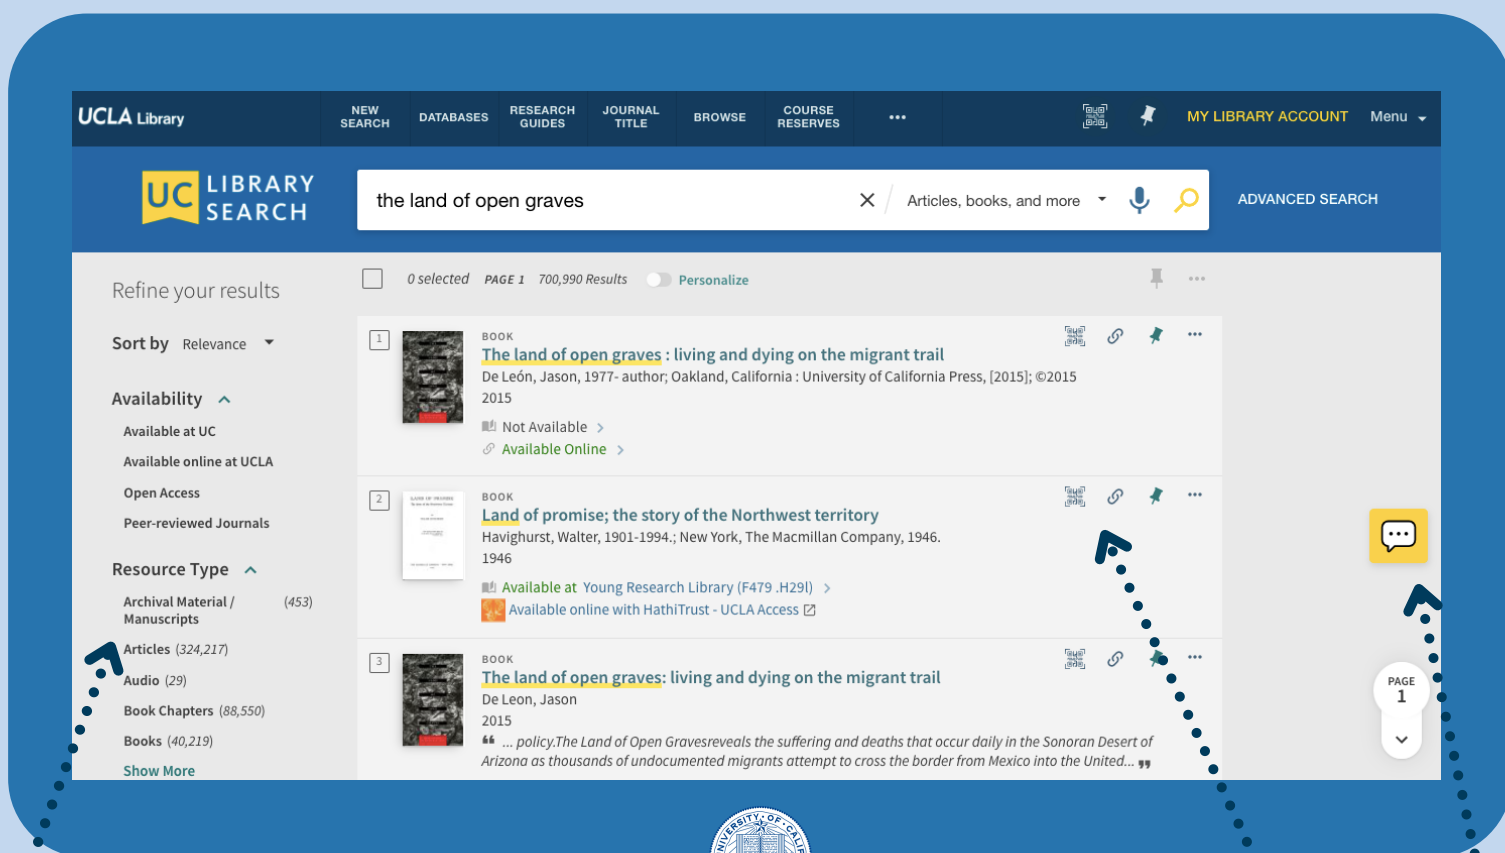 UCLA Library
NEW SEARCH
DATABASES
RESEARCH GUIDES
JOURNAL TITLE
BROWSE
COURSE RESERVES
MY LIBRARY ACCOUNT
Menu
UC LIBRARY SEARCH
the land of open graves
Articles, books, and more
ADVANCED SEARCH
Refine your results
Sort by Relevance
Availability
Available at UC
Available online at UCLA
Open Access
Peer-reviewed Journals
Resource Type
Archival Material / (453)
Manuscripts
Articles (324,217)
Audio (29)
Book Chapters (88,550)
Books (40,219)
Show More
0 selected PAGE 1 700,990 Results Personalize
1
BOOK
The land of open graves : living and dying on the migrant trail
De León, Jason, 1977- author; Oakland, California : University of California Press, [2015]; ©2015
2015
Not Available >
Available Online >
2
LAND OF PROMISE
BOOK
Land of promise; the story of the Northwest territory
Havighurst, Walter, 1901-1994.; New York, The Macmillan Company, 1946.
1946
Available at Young Research Library (F479 .H29l) >
Available online with HathiTrust - UCLA Access
3
BOOK
The land of open graves: living and dying on the migrant trail
De Leon, Jason
2015
❝ ... policy.The Land of Open Gravesreveals the suffering and deaths that occur daily in the Sonoran Desert of
Arizona as thousands of undocumented migrants attempt to cross the border from Mexico into the United... ❞
PAGE
1